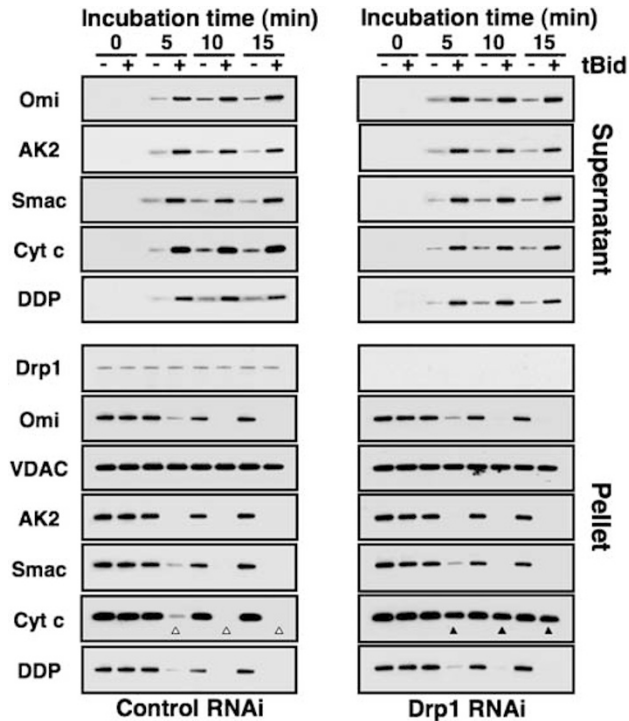 Incubation time (min) Incubation time (min)
0 5 10 15 0 5 10 15
- + - + - + - + - + - + - + - + tBid
Omi
AK2
Smac
Cyt c
DDP
Supernatant
Drp1
Omi
VDAC
AK2
Smac
Cyt c
DDP
Pellet
Control RNAi Drp1 RNAi